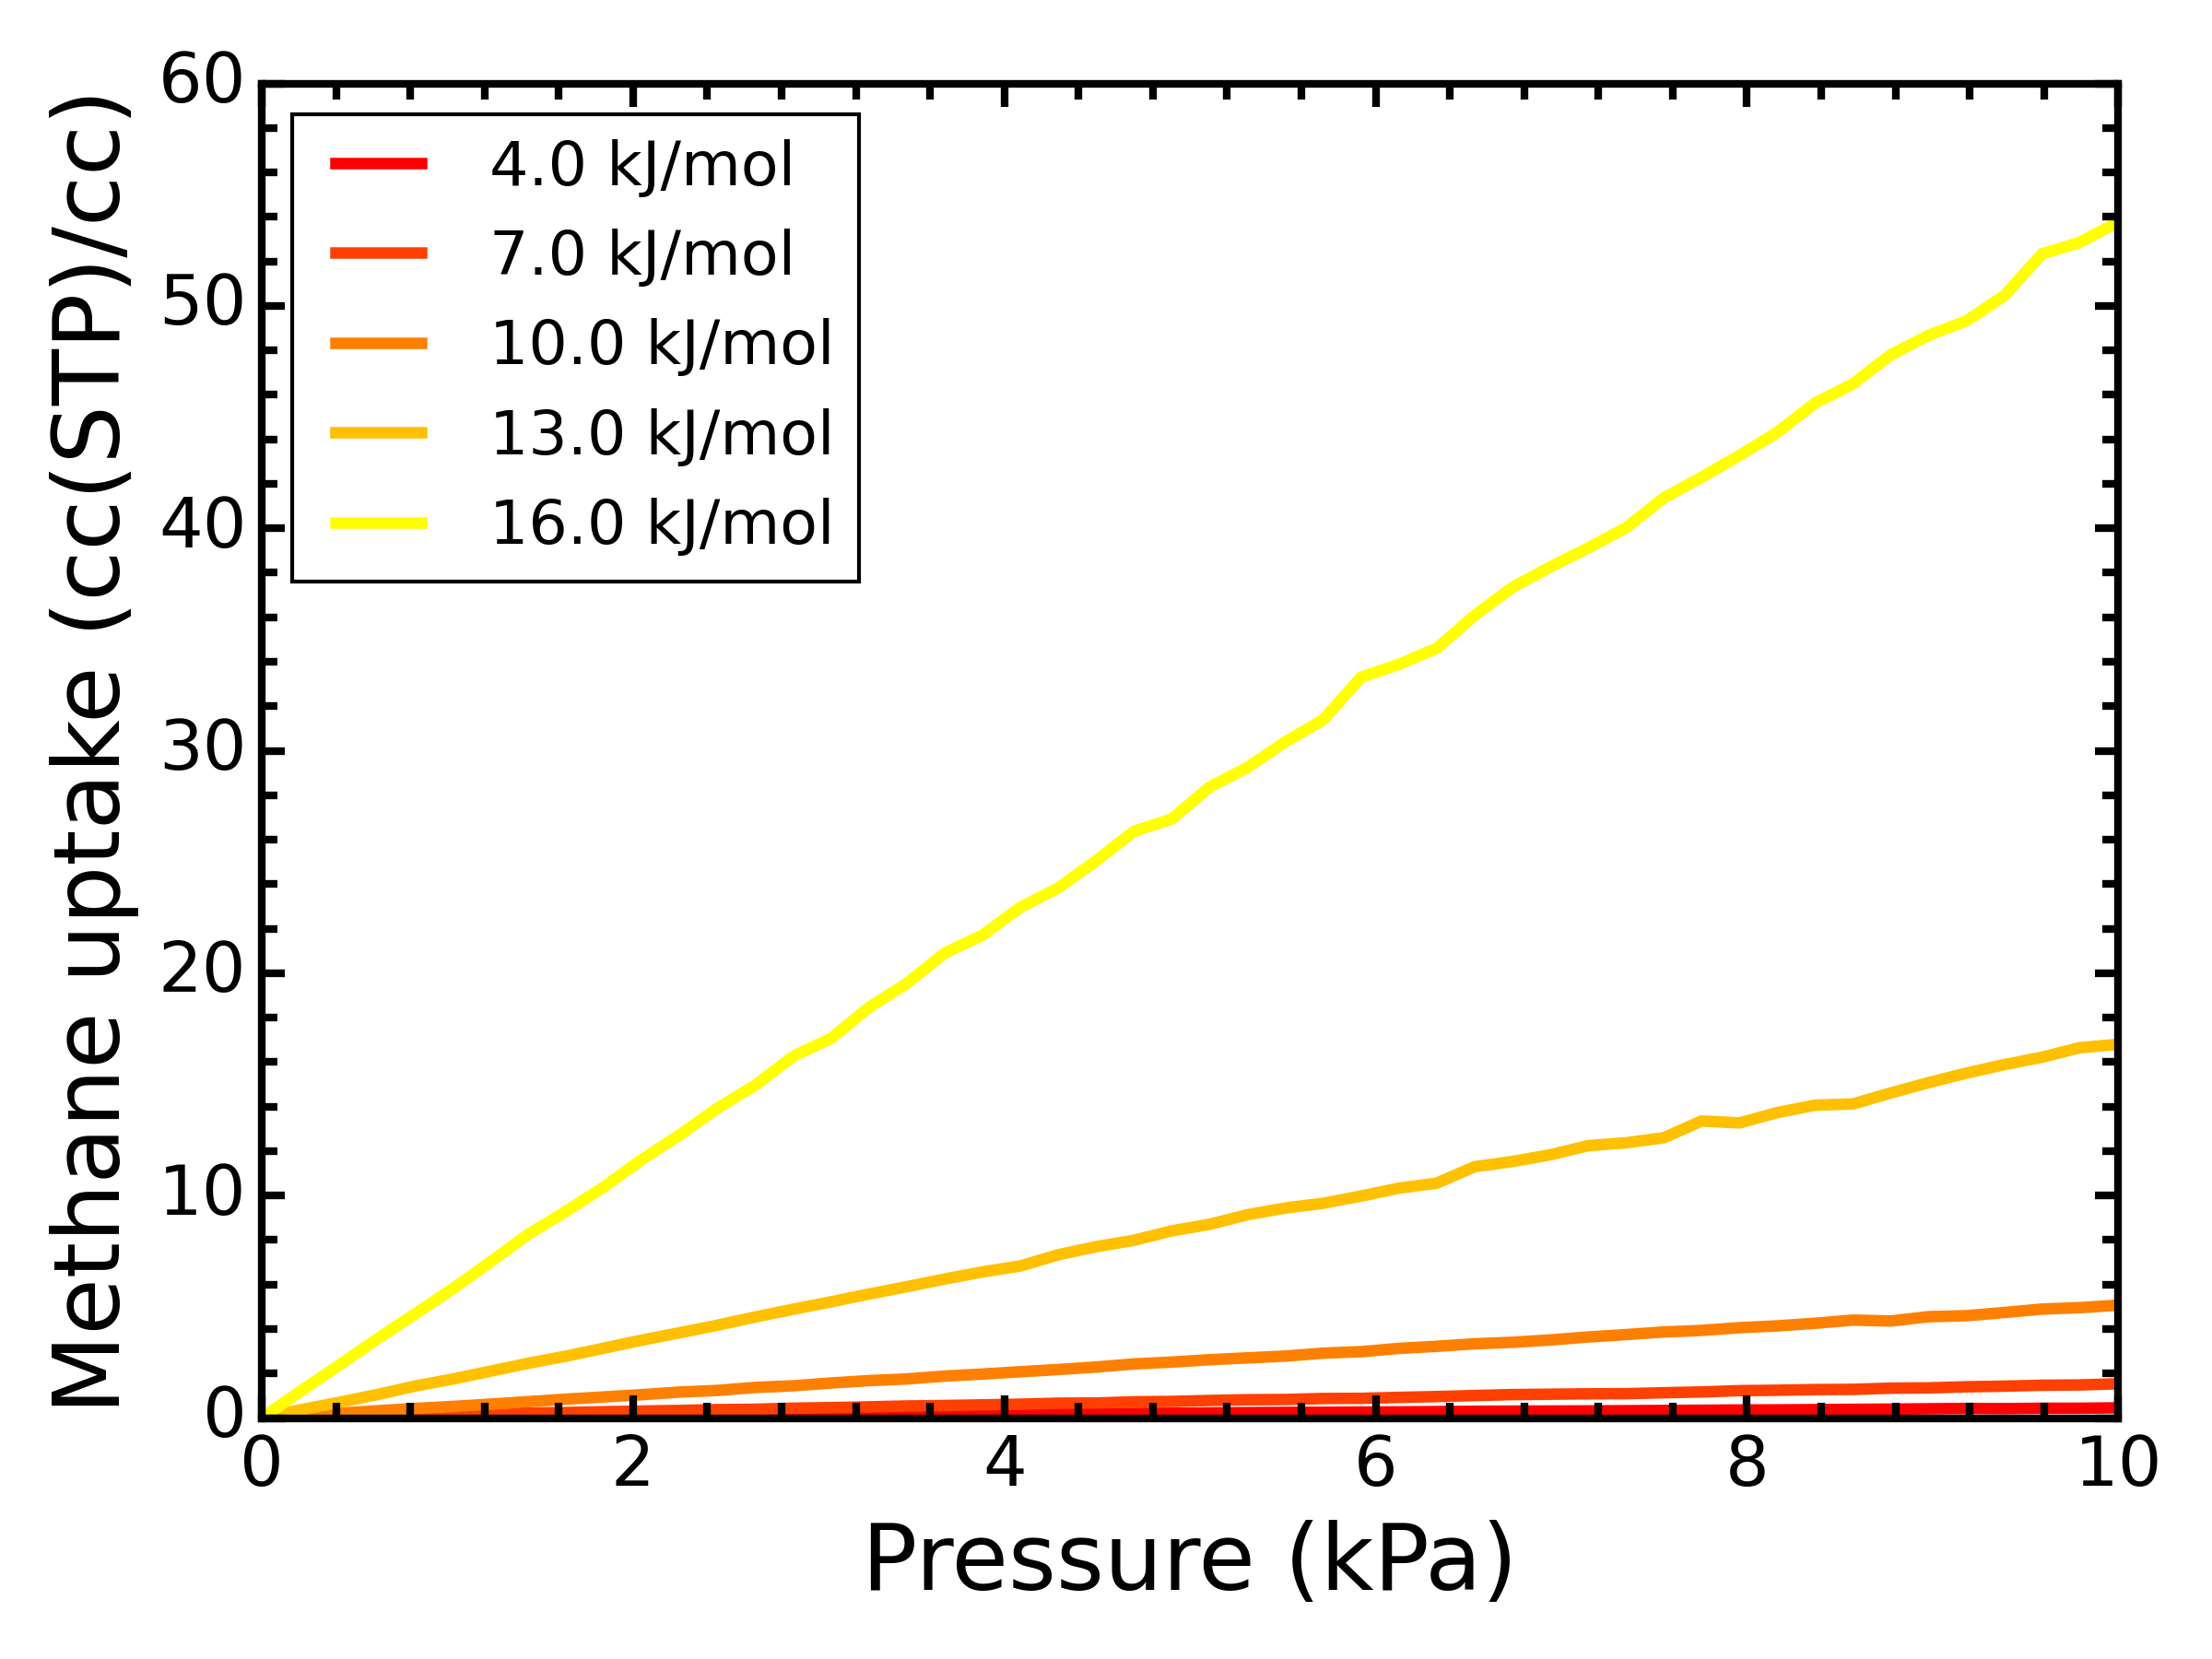 Methane uptake (cc(STP)/cc)
60
50
40
30
20
10
0
4.0 kJ/mol
7.0 kJ/mol
10.0 kJ/mol
13.0 kJ/mol
16.0 kJ/mol
0 2 4 6 8 10
Pressure (kPa)